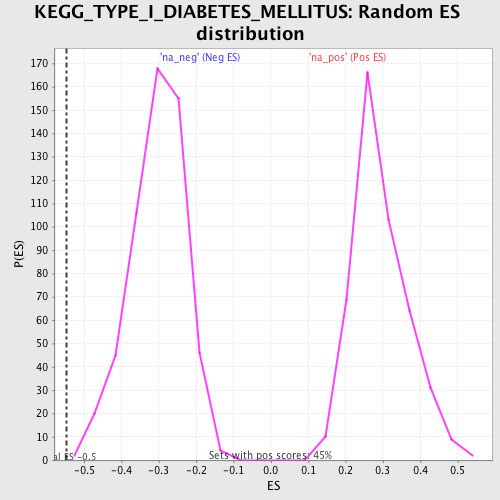 KEGG_TYPE_I_DIABETES_MELLITUS: Random ES
distribution
'na_neg' (Neg ES)
'na_pos' (Pos ES)
170
160
150
140
130
120
110
100
90
80
70
60
50
40
30
20
10
0
P(ES)
al ES -0.5
Sets with pos scores: 45%
-0.5 -0.4 -0.3 -0.2 -0.1 0.0 0.1 0.2 0.3 0.4 0.5
ES